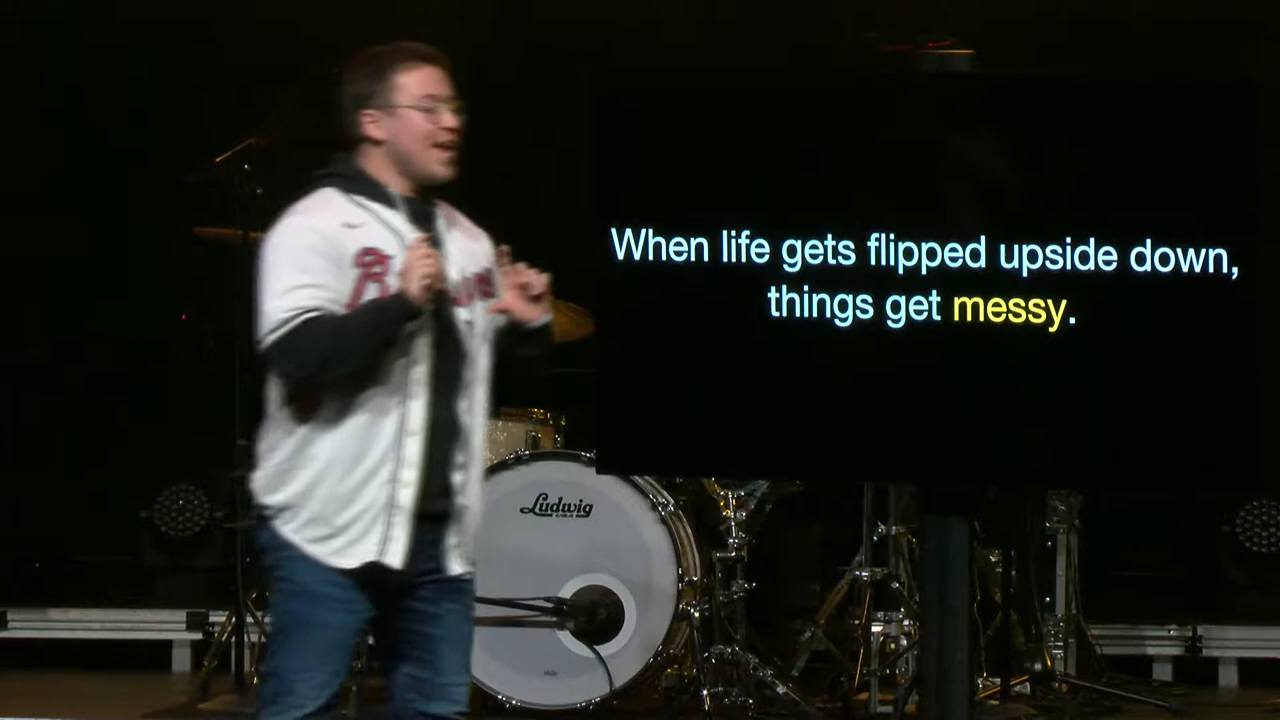 When life gets flipped upside down,
things get messy.
Ludwig